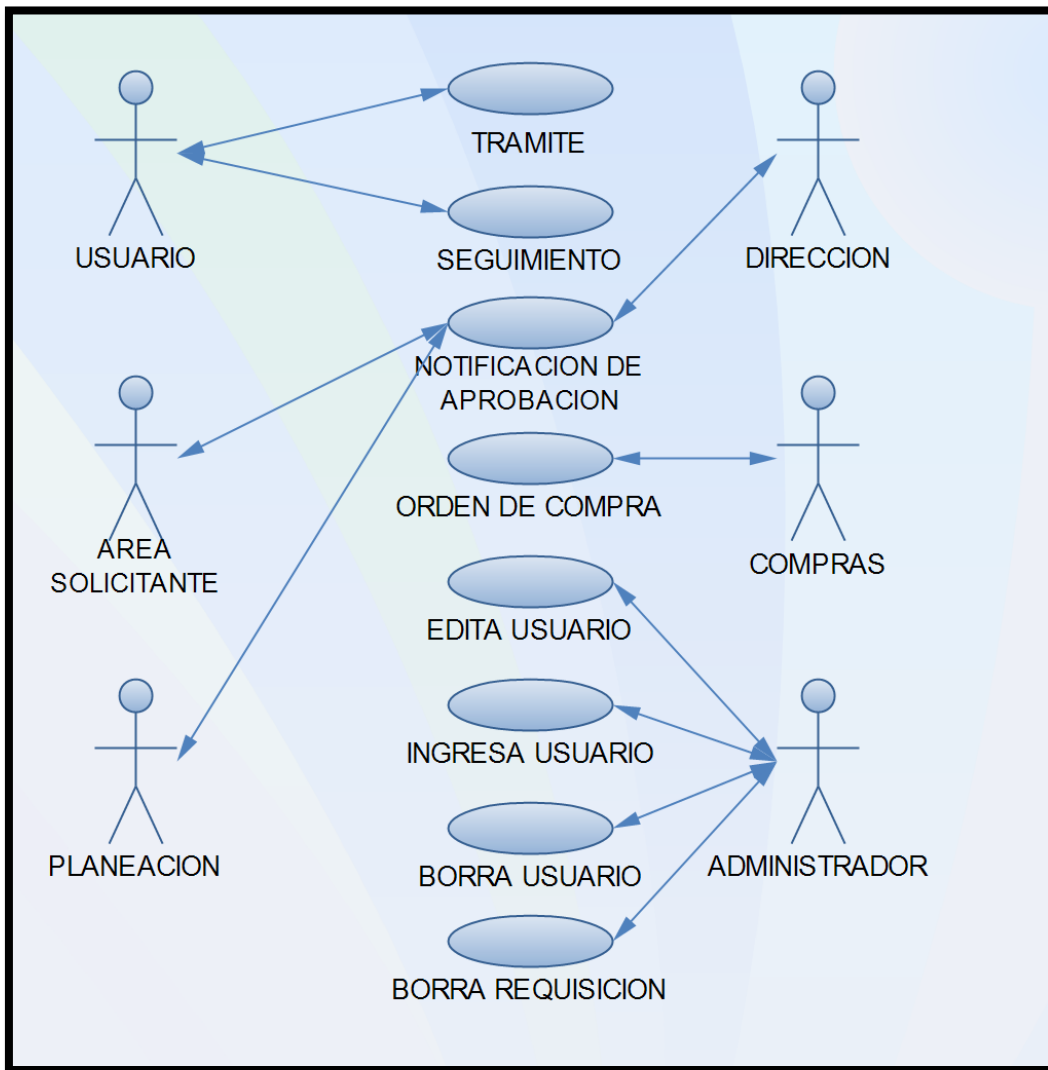 TRAMITE
USUARIO
SEGUIMIENTO
DIRECCION
NOTIFICACION DE
APROBACION
ORDEN DE COMPRA
AREA
SOLICITANTE
COMPRAS
EDITA USUARIO
INGRESA USUARIO
PLANEACION
BORRA USUARIO
ADMINISTRADOR
BORRA REQUISICION